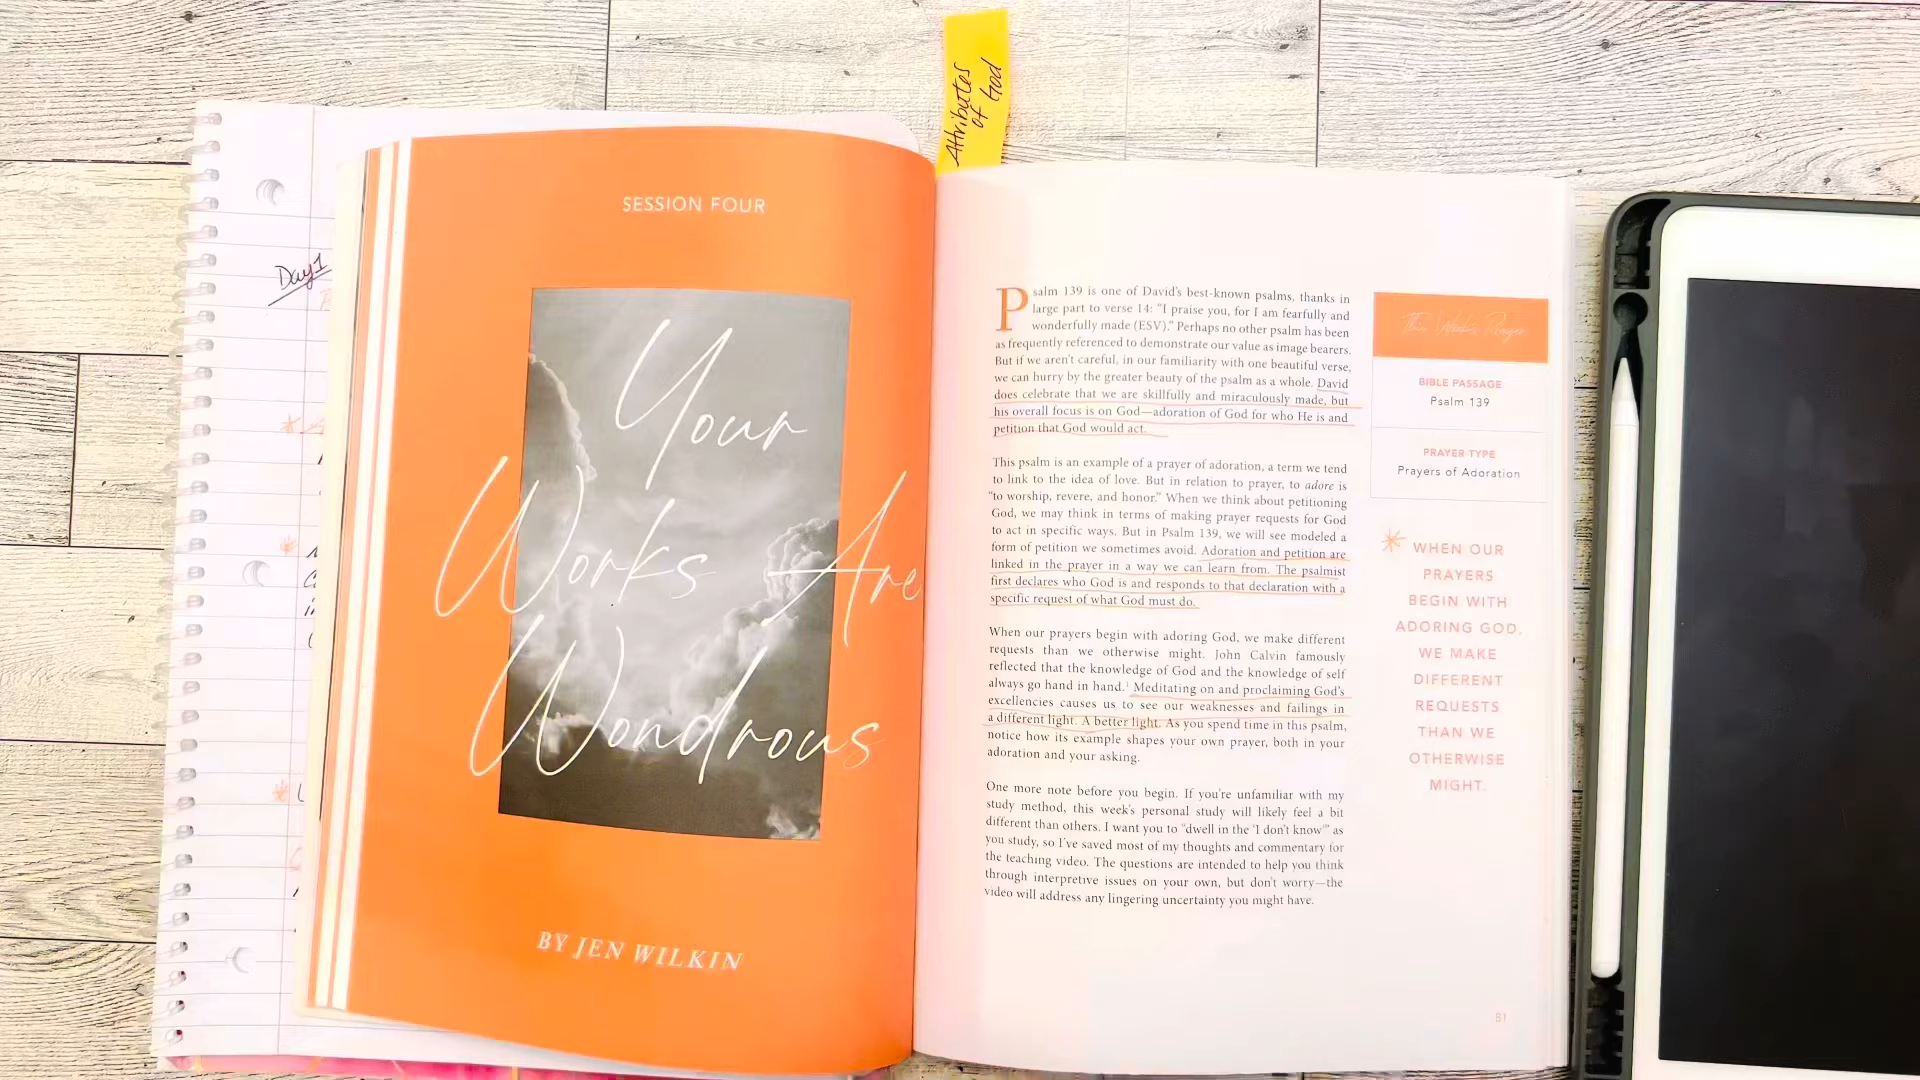 Attributes
of God
Day 1
SESSION FOUR
Your
Works Are
Wondrous
BY JEN WILKIN
Psalm 139 is one of David's best-known psalms, thanks in
large part to verse 14: "I praise you, for I am fearfully and
wonderfully made (ESV)." Perhaps no other psalm has been
as frequently referenced to demonstrate our value as image bearers.
But if we aren't careful, in our familiarity with one beautiful verse,
we can hurry by the greater beauty of the psalm as a whole. David
does celebrate that we are skillfully and miraculously made, but
his overall focus is on God—adoration of God for who He is and
petition that God would act.
This psalm is an example of a prayer of adoration, a term we tend
to link to the idea of love. But in relation to prayer, to adore is
"to worship, revere, and honor." When we think about petitioning
God, we may think in terms of making prayer requests for God
to act in specific ways. But in Psalm 139, we will see modeled a
form of petition we sometimes avoid. Adoration and petition are
linked in the prayer in a way we can learn from. The psalmist
first declares who God is and responds to that declaration with a
specific request of what God must do.
When our prayers begin with adoring God, we make different
requests than we otherwise might. John Calvin famously
reflected that the knowledge of God and the knowledge of self
always go hand in hand.¹ Meditating on and proclaiming God's
excellencies causes us to see our weaknesses and failings in
a different light. A better light. As you spend time in this psalm,
notice how its example shapes your own prayer, both in your
adoration and your asking.
One more note before you begin. If you're unfamiliar with my
study method, this week's personal study will likely feel a bit
different than others. I want you to "dwell in the 'I don't know'" as
you study, so I've saved most of my thoughts and commentary for
the teaching video. The questions are intended to help you think
through interpretive issues on your own, but don't worry—the
video will address any lingering uncertainty you might have.
This Week's Prayer
BIBLE PASSAGE
Psalm 139
PRAYER TYPE
Prayers of Adoration
WHEN OUR
PRAYERS
BEGIN WITH
ADORING GOD,
WE MAKE
DIFFERENT
REQUESTS
THAN WE
OTHERWISE
MIGHT.
81